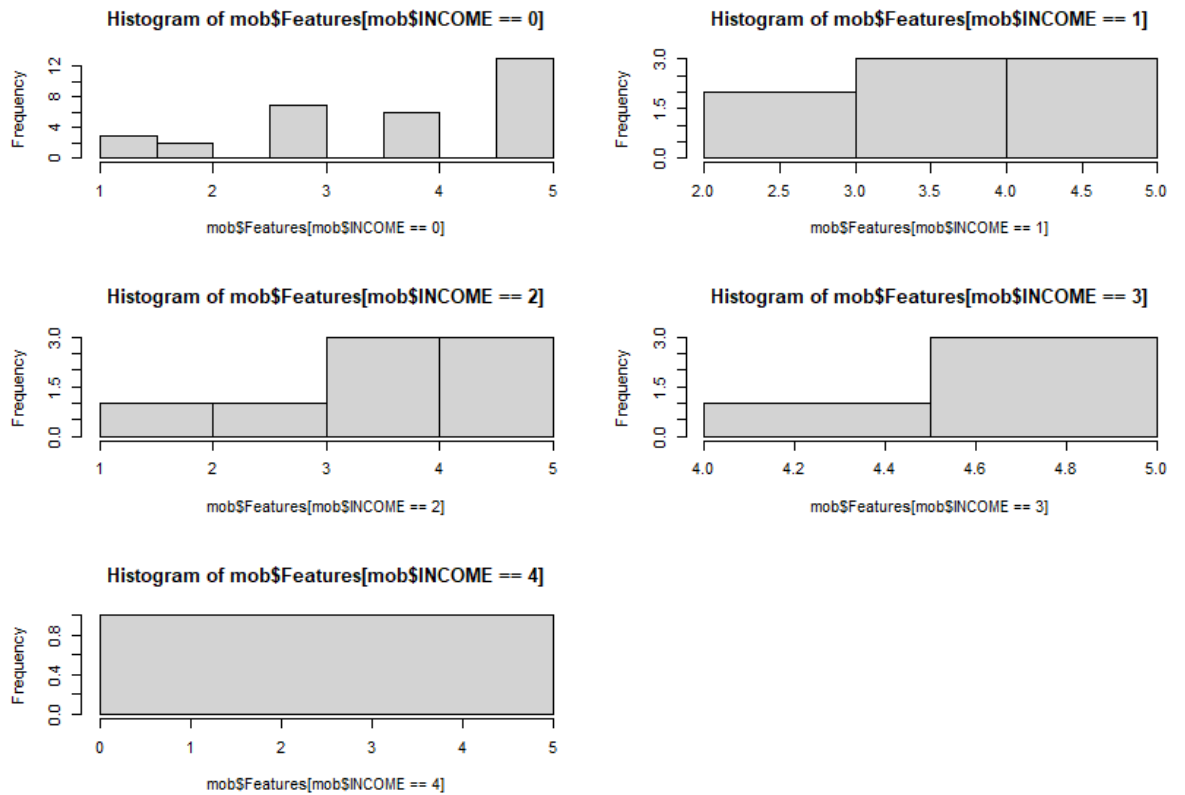 Histogram of mob$Features[mob$INCOME == 0]
Frequency
0 4 8 12
1 2 3 4 5
mob$Features[mob$INCOME == 0]
Histogram of mob$Features[mob$INCOME == 1]
Frequency
0.0 1.5 3.0
2.0 2.5 3.0 3.5 4.0 4.5 5.0
mob$Features[mob$INCOME == 1]
Histogram of mob$Features[mob$INCOME == 2]
Frequency
0.0 1.5 3.0
1 2 3 4 5
mob$Features[mob$INCOME == 2]
Histogram of mob$Features[mob$INCOME == 3]
Frequency
0.0 1.5 3.0
4.0 4.2 4.4 4.6 4.8 5.0
mob$Features[mob$INCOME == 3]
Histogram of mob$Features[mob$INCOME == 4]
Frequency
0.0 0.4 0.8
0 1 2 3 4 5
mob$Features[mob$INCOME == 4]